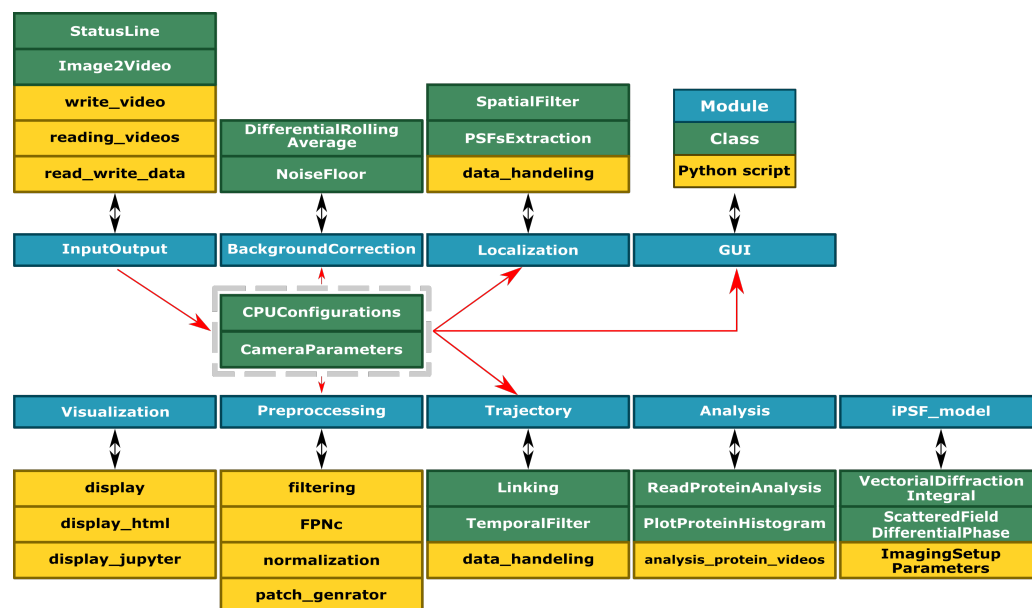 StatusLine
Image2Video
write_video
reading_videos
read_write_data
DifferentialRolling
Average
NoiseFloor
SpatialFilter
PSFsExtraction
data_handeling
Module
Class
Python script
InputOutput
BackgroundCorrection
Localization
GUI
CPUConfigurations
CameraParameters
Visualization
Preproccessing
Trajectory
Analysis
iPSF_model
display
display_html
display_jupyter
filtering
FPNc
normalization
patch_genrator
Linking
TemporalFilter
data_handeling
ReadProteinAnalysis
PlotProteinHistogram
analysis_protein_videos
VectorialDiffraction
Integral
ScatteredField
DifferentialPhase
ImagingSetup
Parameters